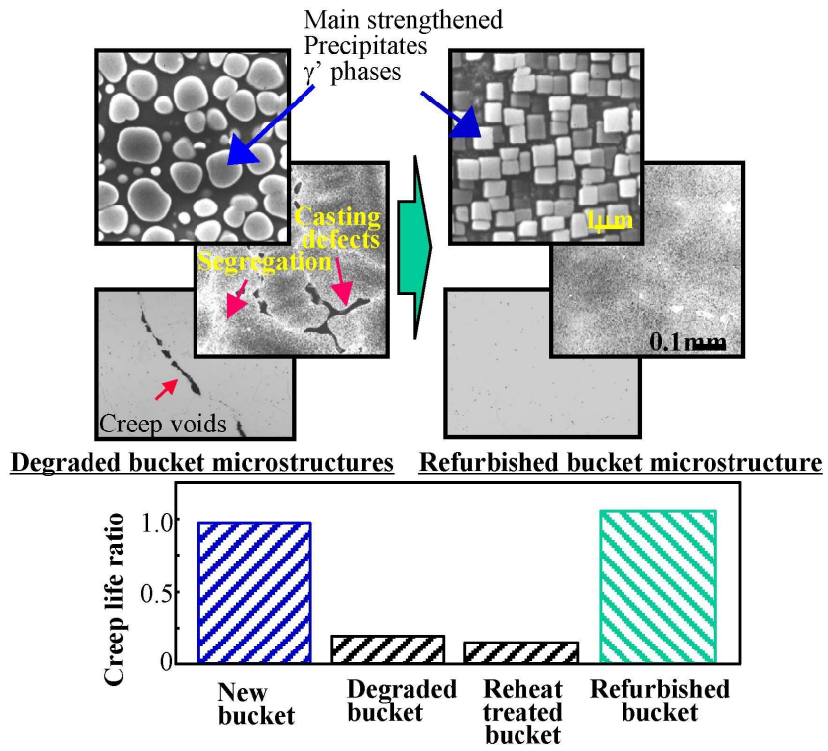 Main strengthened
Precipitates
γ’ phases
Casting
defects
Segregation
Creep voids
1μm
0.1mm
Degraded bucket microstructures
Refurbished bucket microstructure
Creep life ratio
1.0
0.5
0
New
bucket
Degraded
bucket
Reheat
treated
bucket
Refurbished
bucket